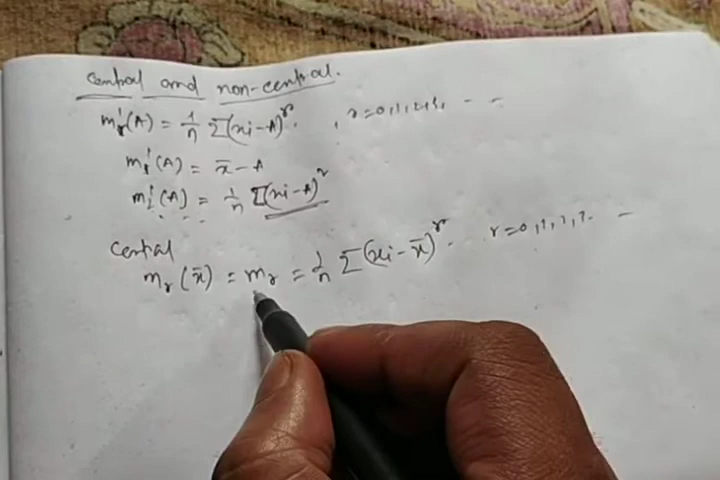 central and non-central.
m'r(A) = 1/n Σ(xi-A)^r. , r=0,1,2,3, - -
m'1(A) = x̄ - A
m'2(A) = 1/n Σ(xi-A)^2
Central
mr(x̄) = mr = 1/n Σ(xi-x̄)^r. r=0,1,2,3. -